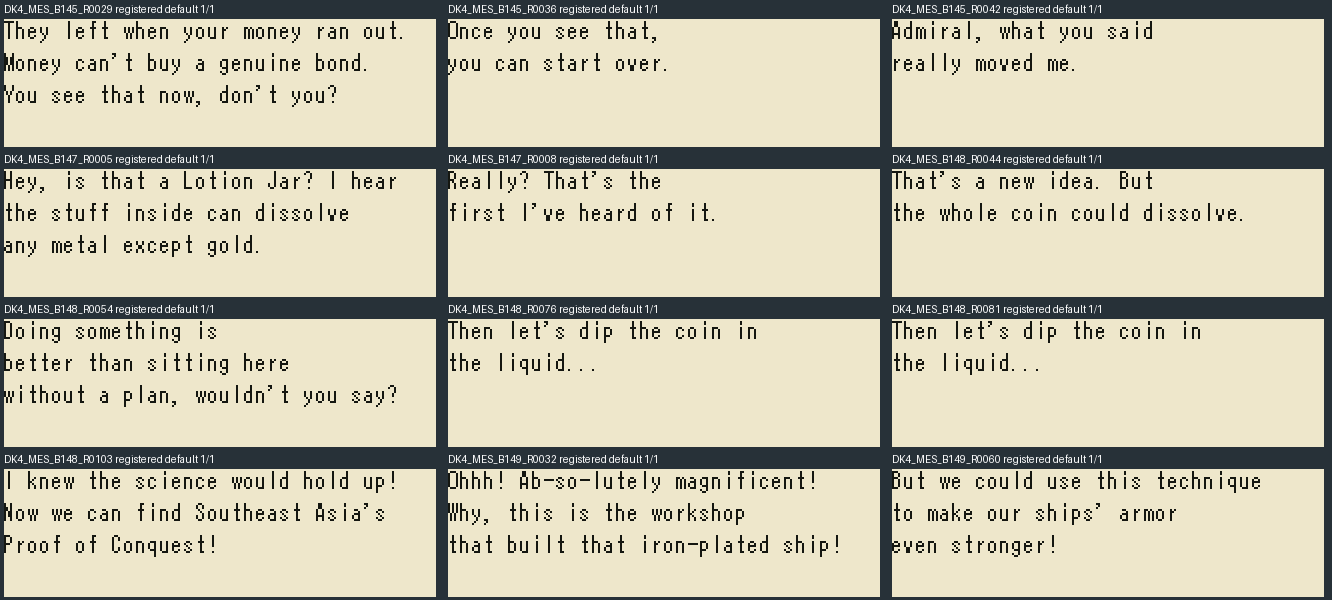 DK4_MES_B145_R0029 registered default 1/1
They left when your money ran out.
Money can't buy a genuine bond.
You see that now, don't you?
DK4_MES_B145_R0036 registered default 1/1
Once you see that,
you can start over.
DK4_MES_B145_R0042 registered default 1/1
Admiral, what you said
really moved me.
DK4_MES_B147_R0005 registered default 1/1
Hey, is that a Lotion Jar? I hear
the stuff inside can dissolve
any metal except gold.
DK4_MES_B147_R0008 registered default 1/1
Really? That's the
first I've heard of it.
DK4_MES_B148_R0044 registered default 1/1
That's a new idea. But
the whole coin could dissolve.
DK4_MES_B148_R0054 registered default 1/1
Doing something is
better than sitting here
without a plan, wouldn't you say?
DK4_MES_B148_R0076 registered default 1/1
Then let's dip the coin in
the liquid...
DK4_MES_B148_R0081 registered default 1/1
Then let's dip the coin in
the liquid...
DK4_MES_B148_R0103 registered default 1/1
I knew the science would hold up!
Now we can find Southeast Asia's
Proof of Conquest!
DK4_MES_B149_R0032 registered default 1/1
Ohhh! Ab-so-lutely magnificent!
Why, this is the workshop
that built that iron-plated ship!
DK4_MES_B149_R0060 registered default 1/1
But we could use this technique
to make our ships' armor
even stronger!